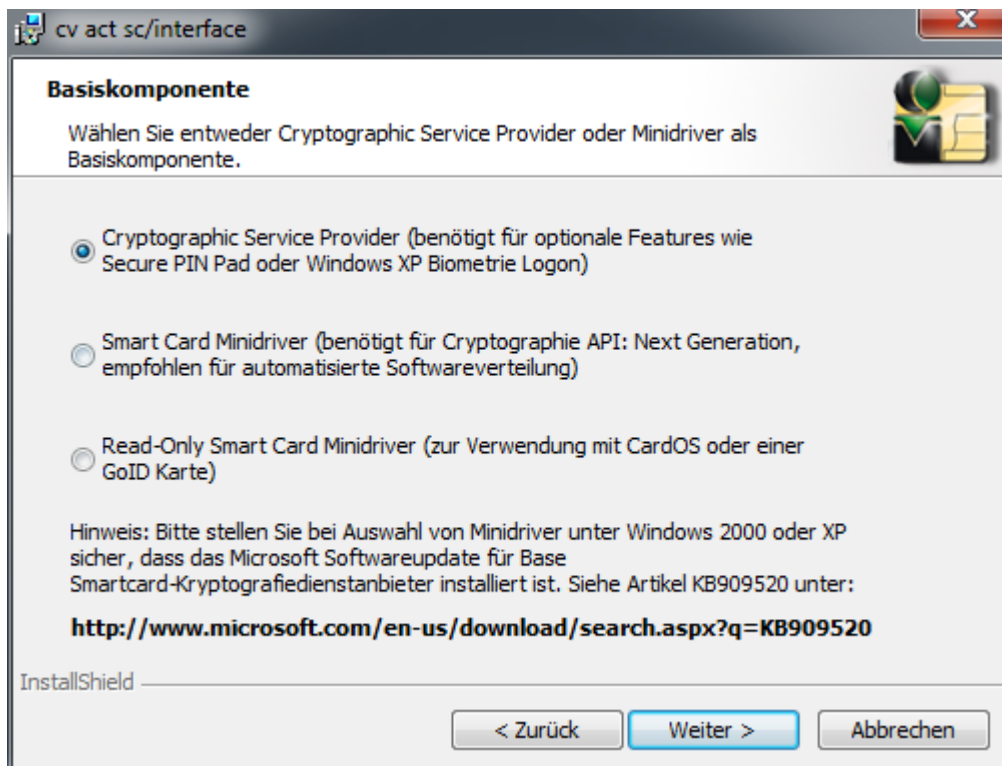 cv act sc/interface
Basiskomponente
Wählen Sie entweder Cryptographic Service Provider oder Minidriver als
Basiskomponente.
Cryptographic Service Provider (benötigt für optionale Features wie
Secure PIN Pad oder Windows XP Biometrie Logon)
Smart Card Minidriver (benötigt für Cryptographie API: Next Generation,
empfohlen für automatisierte Softwareverteilung)
Read-Only Smart Card Minidriver (zur Verwendung mit CardOS oder einer
GoID Karte)
Hinweis: Bitte stellen Sie bei Auswahl von Minidriver unter Windows 2000 oder XP
sicher, dass das Microsoft Softwareupdate für Base
Smartcard-Kryptografiedienstanbieter installiert ist. Siehe Artikel KB909520 unter:
http://www.microsoft.com/en-us/download/search.aspx?q=KB909520
InstallShield
< Zurück
Weiter >
Abbrechen